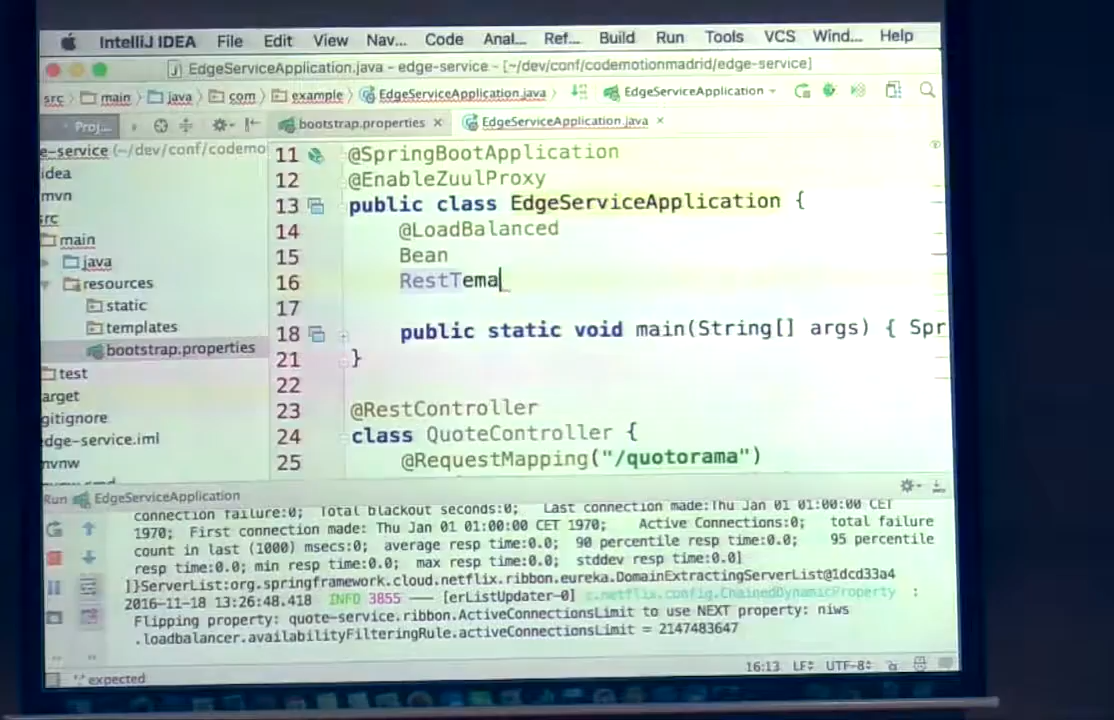 IntelliJ IDEA File Edit View Nav... Code Anal... Ref... Build Run Tools VCS Wind... Help
EdgeServiceApplication.java - edge-service - [~/dev/conf/codemotionmadrid/edge-service]
src main java com example EdgeServiceApplication.java EdgeServiceApplication
Proj... bootstrap.properties EdgeServiceApplication.java
e-service (~/dev/conf/codemo
idea
mvn
src
main
java
resources
static
templates
bootstrap.properties
test
arget
gitignore
dge-service.iml
nvnw
11 @SpringBootApplication
12 @EnableZuulProxy
13 public class EdgeServiceApplication {
14 @LoadBalanced
15 Bean
16 RestTema
17
18 public static void main(String[] args) { Spr
21 }
22
23 @RestController
24 class QuoteController {
25 @RequestMapping("/quotorama")
Run EdgeServiceApplication
connection failure:0; Total blackout seconds:0; Last connection made:Thu Jan 01 01:00:00 CET
1970; First connection made: Thu Jan 01 01:00:00 CET 1970; Active Connections:0; total failure
count in last (1000) msecs:0; average resp time:0.0; 90 percentile resp time:0.0; 95 percentile
resp time:0.0; min resp time:0.0; max resp time:0.0; stddev resp time:0.0]
]}ServerList:org.springframework.cloud.netflix.ribbon.eureka.DomainExtractingServerList@1dcd33a4
2016-11-18 13:26:48.418 INFO 3855 --- [erListUpdater-0] c.netflix.config.ChainedDynamicProperty :
Flipping property: quote-service.ribbon.ActiveConnectionsLimit to use NEXT property: niws
.loadbalancer.availabilityFilteringRule.activeConnectionsLimit = 2147483647
';' expected 16:13 LF UTF-8